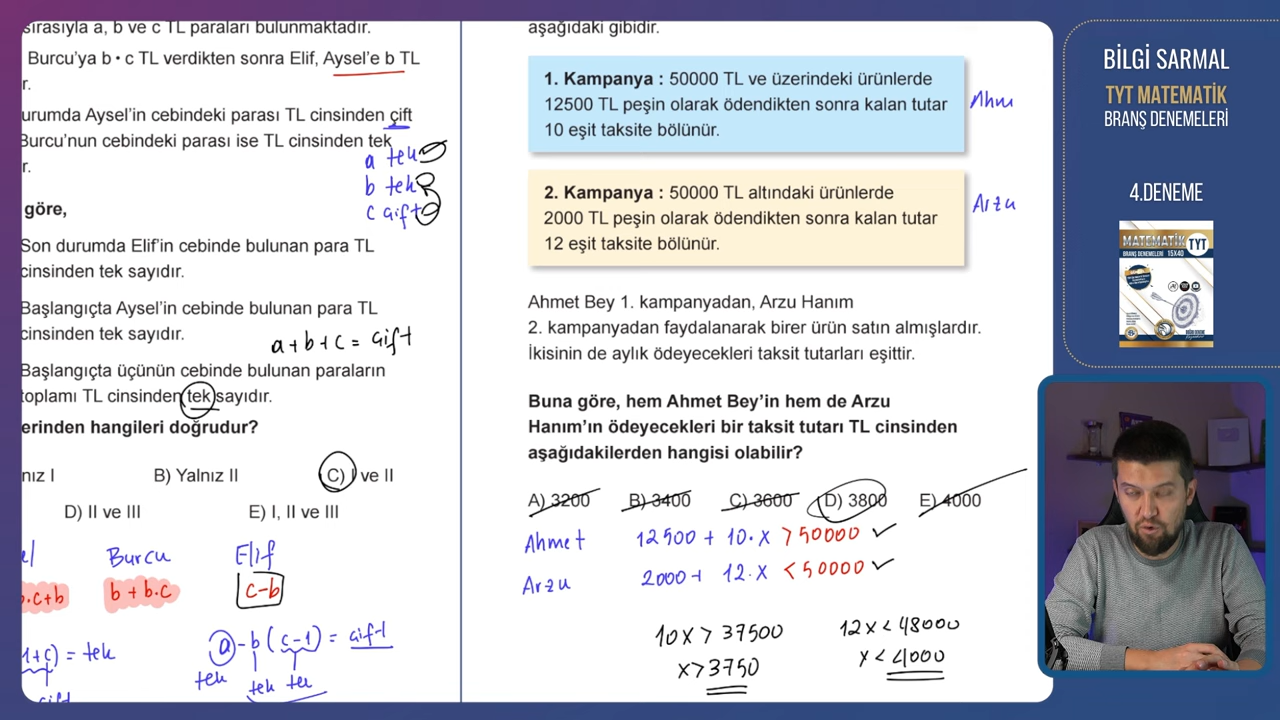 sırasıyla a, b ve c TL paraları bulunmaktadır.
Burcu'ya b • c TL verdikten sonra Elif, Aysel'e b TL
r.
urumda Aysel'in cebindeki parası TL cinsinden çift
Burcu'nun cebindeki parası ise TL cinsinden tek
r.
a tek
b tek
c çift
göre,
Son durumda Elif'in cebinde bulunan para TL
cinsinden tek sayıdır.
Başlangıçta Aysel'in cebinde bulunan para TL
cinsinden tek sayıdır.
a+b+c = çift
Başlangıçta üçünün cebinde bulunan paraların
toplamı TL cinsinden tek sayıdır.
erinden hangileri doğrudur?
nız I B) Yalnız II C) I ve II
D) II ve III E) I, II ve III
el Burcu Elif
b.c+b b + b.c c-b
1+c) = tek a-b(c-1) = çift
tek tek tek
çift
aşağıdaki gibidir.
1. Kampanya : 50000 TL ve üzerindeki ürünlerde
12500 TL peşin olarak ödendikten sonra kalan tutar
10 eşit taksite bölünür.
Ahm
2. Kampanya : 50000 TL altındaki ürünlerde
2000 TL peşin olarak ödendikten sonra kalan tutar
12 eşit taksite bölünür.
Arzu
Ahmet Bey 1. kampanyadan, Arzu Hanım
2. kampanyadan faydalanarak birer ürün satın almışlardır.
İkisinin de aylık ödeyecekleri taksit tutarları eşittir.
Buna göre, hem Ahmet Bey'in hem de Arzu
Hanım'ın ödeyecekleri bir taksit tutarı TL cinsinden
aşağıdakilerden hangisi olabilir?
A) 3200 B) 3400 C) 3600 D) 3800 E) 4000
Ahmet 12500 + 10.x > 50000 ✓
Arzu 2000 + 12.x < 50000 ✓
10x > 37500 12x < 48000
x > 3750 x < 4000
BİLGİ SARMAL
TYT MATEMATİK
BRANŞ DENEMELERİ
4.DENEME
MATEMATİK TYT
BRANŞ DENEMELERİ 15X40